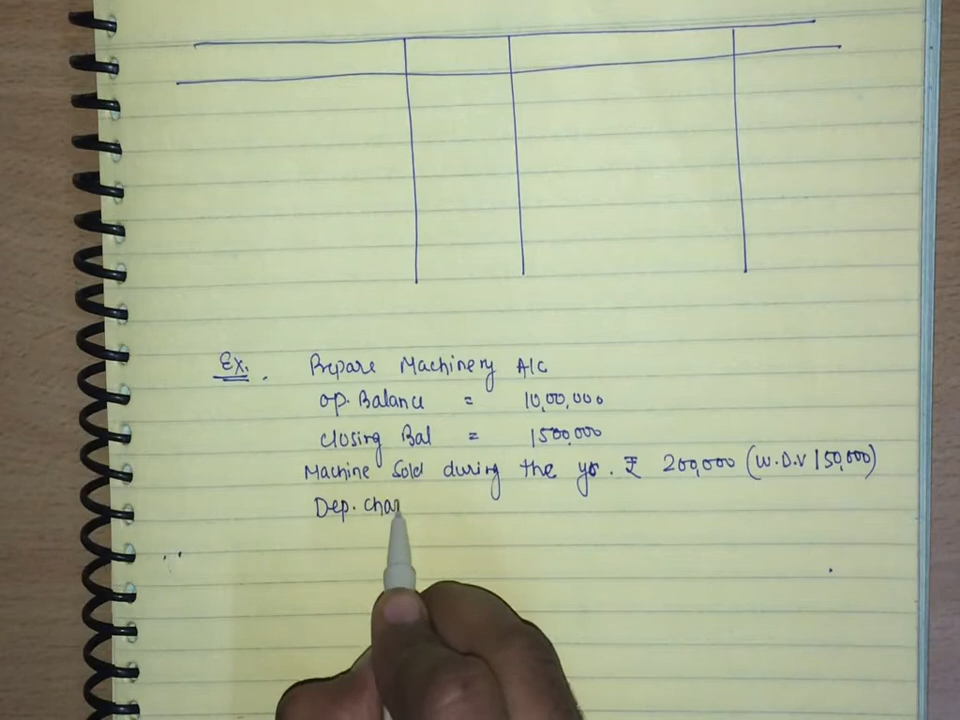 Ex. Prepare Machinery A/C
Op. Balance = 10,00,000
Closing Bal = 1500,000
Machine Sold during the yr. ₹ 200,000 (W.D.V 150,000)
Dep. Char